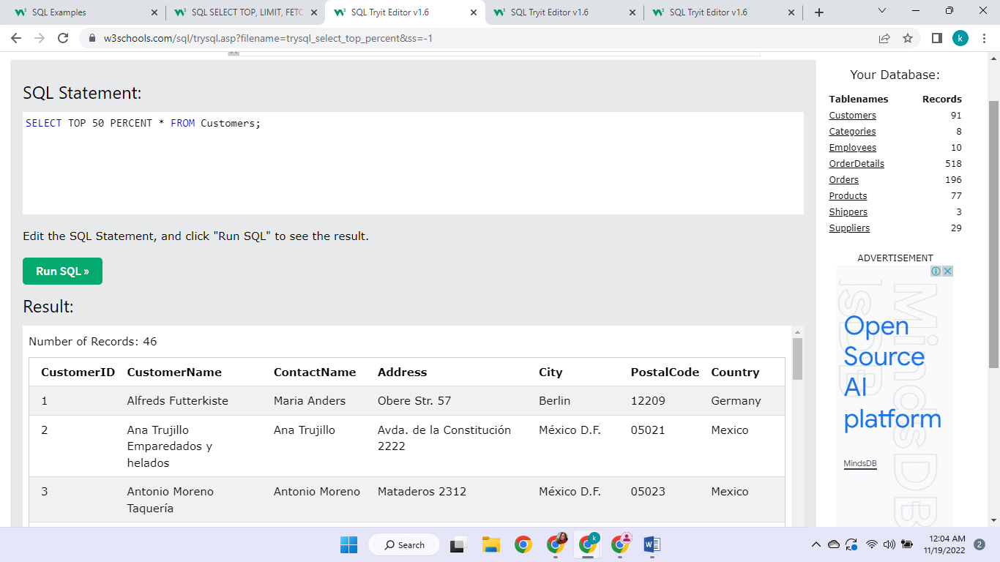 SQL Examples
SQL SELECT TOP, LIMIT, FETC
SQL Tryit Editor v1.6
SQL Tryit Editor v1.6
SQL Tryit Editor v1.6
w3schools.com/sql/trysql.asp?filename=trysql_select_top_percent&ss=-1
k
SQL Statement:
SELECT TOP 50 PERCENT * FROM Customers;
Edit the SQL Statement, and click "Run SQL" to see the result.
Run SQL »
Result:
Number of Records: 46
CustomerID CustomerName ContactName Address City PostalCode Country
1 Alfreds Futterkiste Maria Anders Obere Str. 57 Berlin 12209 Germany
2 Ana Trujillo Ana Trujillo Avda. de la Constitución México D.F. 05021 Mexico
Emparedados y 2222
helados
3 Antonio Moreno Antonio Moreno Mataderos 2312 México D.F. 05023 Mexico
Taquería
Your Database:
Tablenames Records
Customers 91
Categories 8
Employees 10
OrderDetails 518
Orders 196
Products 77
Shippers 3
Suppliers 29
ADVERTISEMENT
MindsDB
]sDB
Open
Source
AI
platform
MindsDB
Search
k
12:04 AM
11/19/2022
2